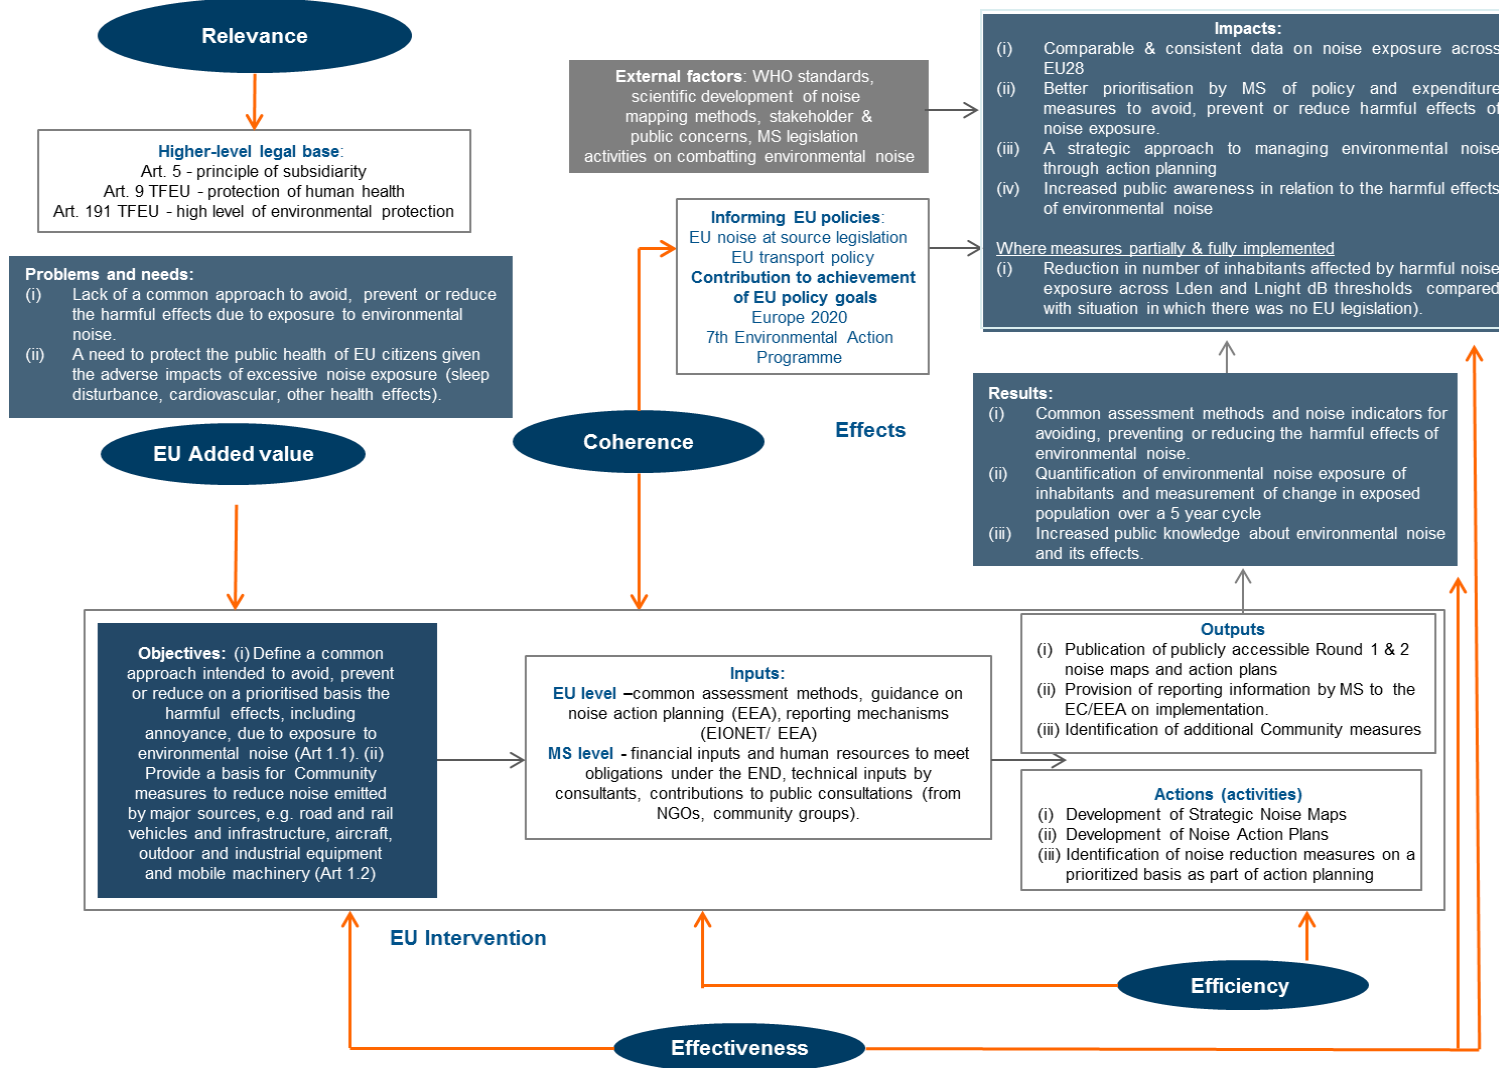 Relevance
Higher-level legal base:
Art. 5 - principle of subsidiarity
Art. 9 TFEU - protection of human health
Art. 191 TFEU - high level of environmental protection
Problems and needs:
(i) Lack of a common approach to avoid, prevent or reduce
the harmful effects due to exposure to environmental
noise.
(ii) A need to protect the public health of EU citizens given
the adverse impacts of excessive noise exposure (sleep
disturbance, cardiovascular, other health effects).
EU Added value
External factors: WHO standards,
scientific development of noise
mapping methods, stakeholder &
public concerns, MS legislation
activities on combatting environmental noise
Informing EU policies:
EU noise at source legislation
EU transport policy
Contribution to achievement
of EU policy goals
Europe 2020
7th Environmental Action
Programme
Coherence
Effects
Impacts:
(i) Comparable & consistent data on noise exposure across
EU28
(ii) Better prioritisation by MS of policy and expenditure
measures to avoid, prevent or reduce harmful effects of
noise exposure.
(iii) A strategic approach to managing environmental noise
through action planning
(iv) Increased public awareness in relation to the harmful effects
of environmental noise
Where measures partially & fully implemented
(i) Reduction in number of inhabitants affected by harmful noise
exposure across Lden and Lnight dB thresholds compared
with situation in which there was no EU legislation).
Results:
(i) Common assessment methods and noise indicators for
avoiding, preventing or reducing the harmful effects of
environmental noise.
(ii) Quantification of environmental noise exposure of
inhabitants and measurement of change in exposed
population over a 5 year cycle
(iii) Increased public knowledge about environmental noise
and its effects.
Objectives: (i) Define a common
approach intended to avoid, prevent
or reduce on a prioritised basis the
harmful effects, including
annoyance, due to exposure to
environmental noise (Art 1.1). (ii)
Provide a basis for Community
measures to reduce noise emitted
by major sources, e.g. road and rail
vehicles and infrastructure, aircraft,
outdoor and industrial equipment
and mobile machinery (Art 1.2)
Inputs:
EU level –common assessment methods, guidance on
noise action planning (EEA), reporting mechanisms
(EIONET/ EEA)
MS level - financial inputs and human resources to meet
obligations under the END, technical inputs by
consultants, contributions to public consultations (from
NGOs, community groups).
Outputs
(i) Publication of publicly accessible Round 1 & 2
noise maps and action plans
(ii) Provision of reporting information by MS to the
EC/EEA on implementation.
(iii) Identification of additional Community measures
Actions (activities)
(i) Development of Strategic Noise Maps
(ii) Development of Noise Action Plans
(iii) Identification of noise reduction measures on a
prioritized basis as part of action planning
EU Intervention
Efficiency
Effectiveness